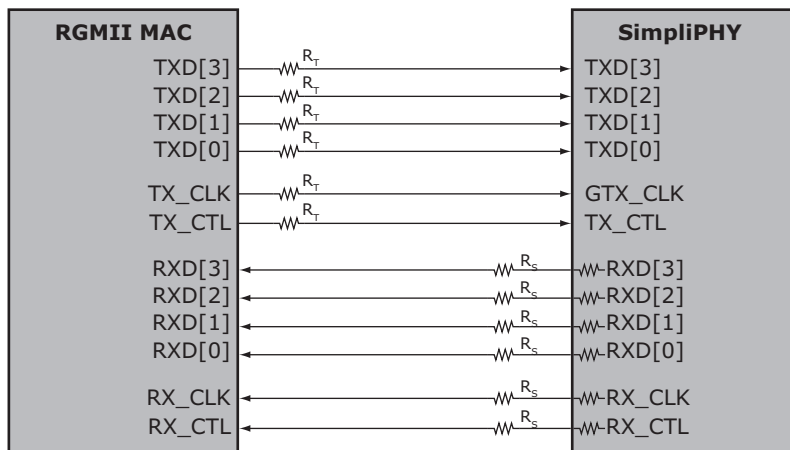 RGMII MAC SimpliPHY
TXD[3] R_T TXD[3]
TXD[2] R_T TXD[2]
TXD[1] R_T TXD[1]
TXD[0] R_T TXD[0]
TX_CLK R_T GTX_CLK
TX_CTL R_T TX_CTL
RXD[3] R_S RXD[3]
RXD[2] R_S RXD[2]
RXD[1] R_S RXD[1]
RXD[0] R_S RXD[0]
RX_CLK R_S RX_CLK
RX_CTL R_S RX_CTL